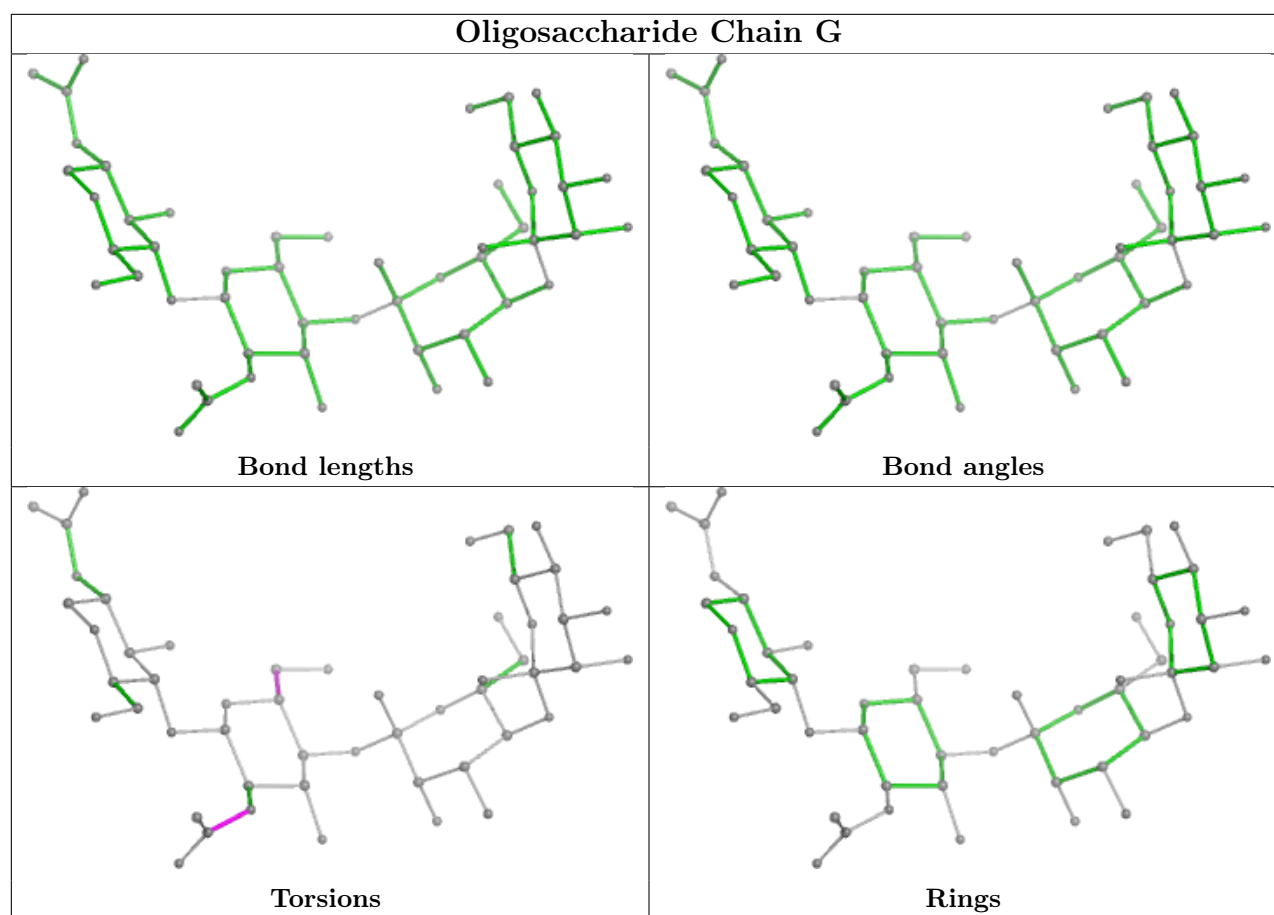 Oligosaccharide Chain G
Bond lengths
Bond angles
Torsions
Rings